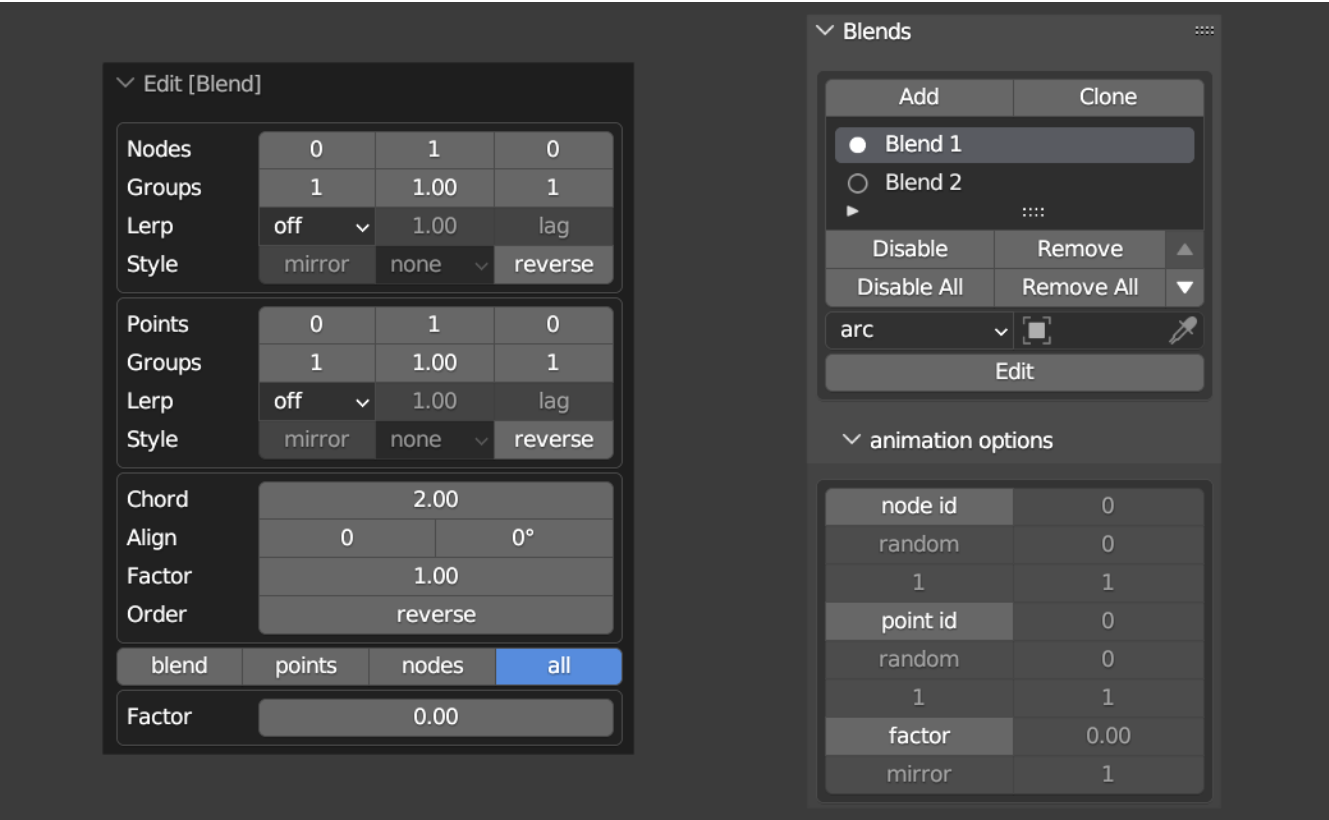 Edit [Blend]
Nodes 0 1 0
Groups 1 1.00 1
Lerp off 1.00 lag
Style mirror none reverse
Points 0 1 0
Groups 1 1.00 1
Lerp off 1.00 lag
Style mirror none reverse
Chord 2.00
Align 0 0°
Factor 1.00
Order reverse
blend points nodes all
Factor 0.00
Blends
Add Clone
Blend 1
Blend 2
Disable Remove
Disable All Remove All
arc
Edit
animation options
node id 0
random 0
1 1
point id 0
random 0
1 1
factor 0.00
mirror 1